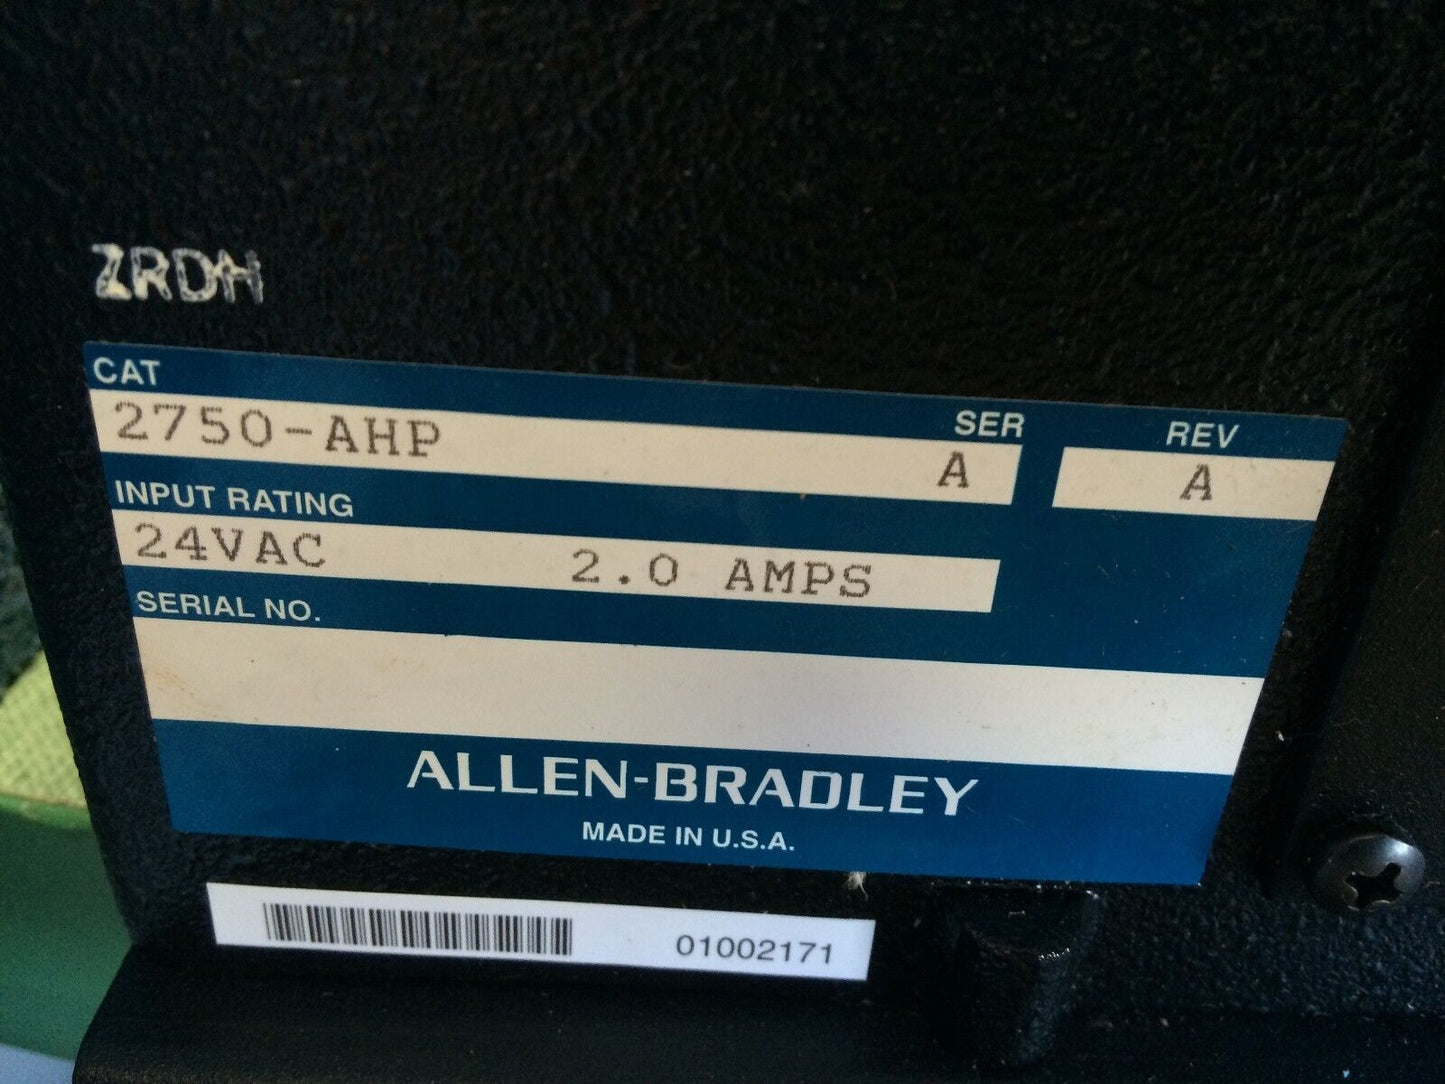 ZRDH
CAT
SER
REV
2750-AHP
A
A
INPUT RATING
24VAC 2.0 AMPS
SERIAL NO.
ALLEN-BRADLEY
MADE IN U.S.A.
01002171